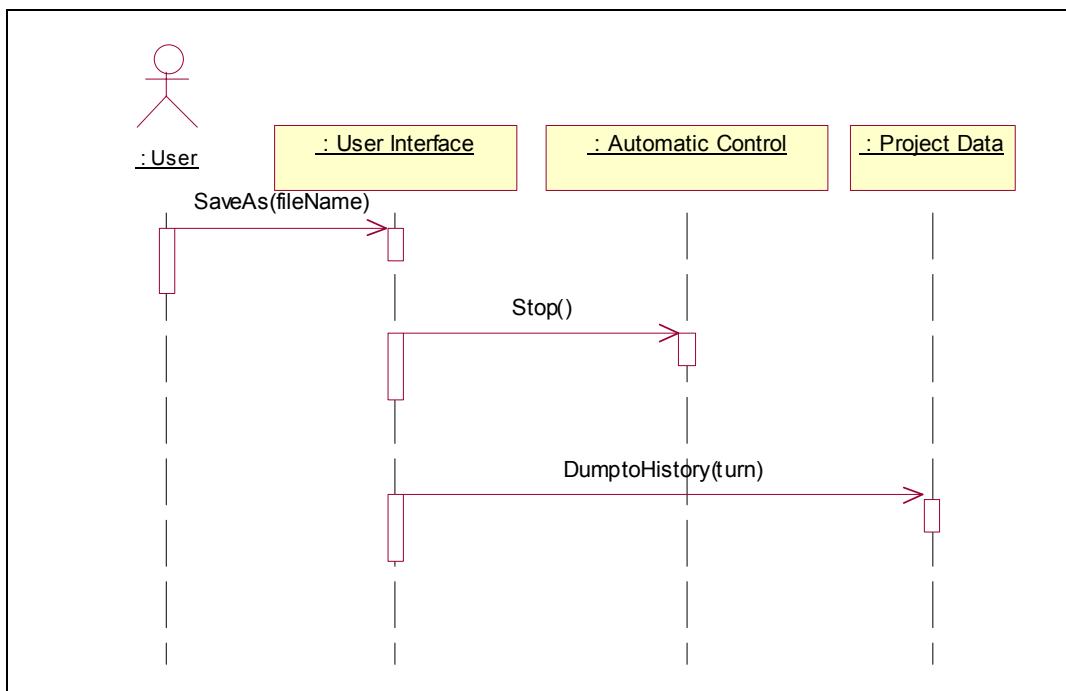 : User
: User Interface
: Automatic Control
: Project Data
SaveAs(fileName)
Stop()
DumptoHistory(turn)